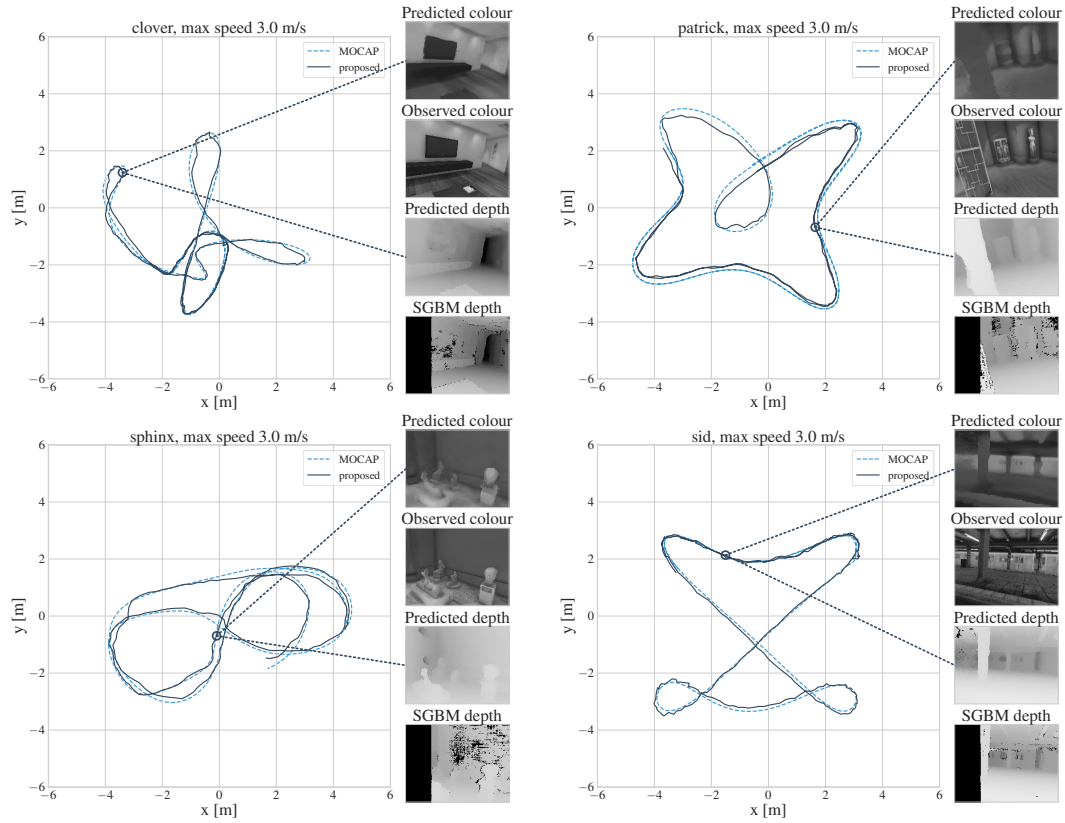 clover, max speed 3.0 m/s
MOCAP
proposed
y [m]
6
4
2
0
−2
−4
−6
−6
−4
−2
0
2
4
6
x [m]
Predicted colour
Observed colour
Predicted depth
SGBM depth
patrick, max speed 3.0 m/s
MOCAP
proposed
y [m]
6
4
2
0
−2
−4
−6
−6
−4
−2
0
2
4
6
x [m]
Predicted colour
Observed colour
Predicted depth
SGBM depth
sphinx, max speed 3.0 m/s
MOCAP
proposed
y [m]
6
4
2
0
−2
−4
−6
−6
−4
−2
0
2
4
6
x [m]
Predicted colour
Observed colour
Predicted depth
SGBM depth
sid, max speed 3.0 m/s
MOCAP
proposed
y [m]
6
4
2
0
−2
−4
−6
−6
−4
−2
0
2
4
6
x [m]
Predicted colour
Observed colour
Predicted depth
SGBM depth